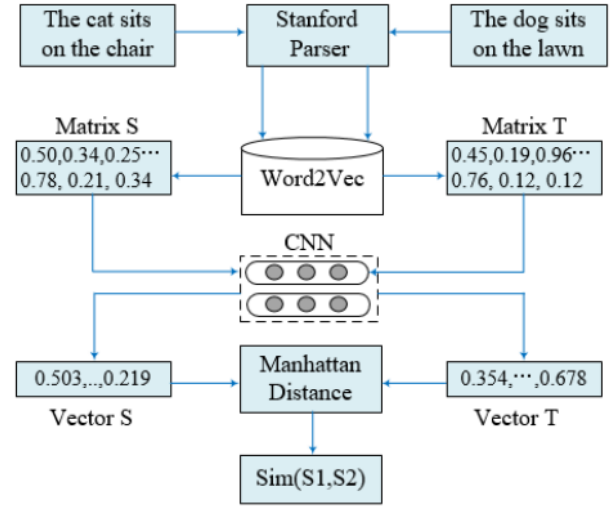 The cat sits
on the chair
Stanford
Parser
The dog sits
on the lawn
Matrix S
0.50,0.34,0.25⋯
0.78, 0.21, 0.34
Word2Vec
Matrix T
0.45,0.19,0.96⋯
0.76, 0.12, 0.12
CNN
0.503,..,0.219
Vector S
Manhattan
Distance
0.354,⋯,0.678
Vector T
Sim(S1,S2)